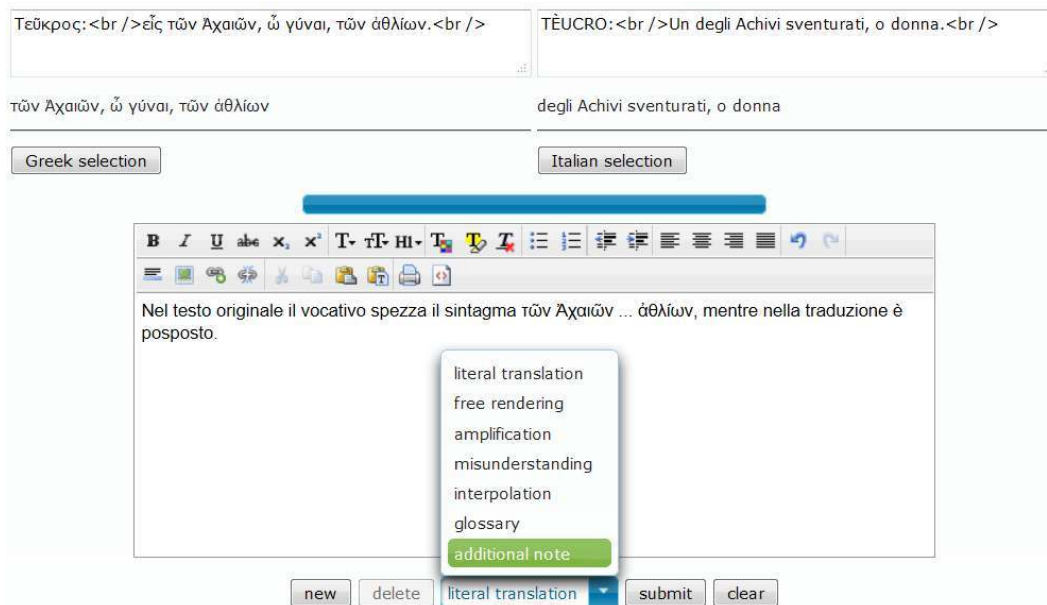 Τεῦκρος:<br />εἷς τῶν Ἀχαιῶν, ὦ γύναι, τῶν ἀθλίων.<br />
TÈUCRO:<br />Un degli Achivi sventurati, o donna.<br />
τῶν Ἀχαιῶν, ὦ γύναι, τῶν ἀθλίων
degli Achivi sventurati, o donna
Greek selection
Italian selection
Nel testo originale il vocativo spezza il sintagma τῶν Ἀχαιῶν ... ἀθλίων, mentre nella traduzione è
posposto.
literal translation
free rendering
amplification
misunderstanding
interpolation
glossary
additional note
new
delete
literal translation
submit
clear